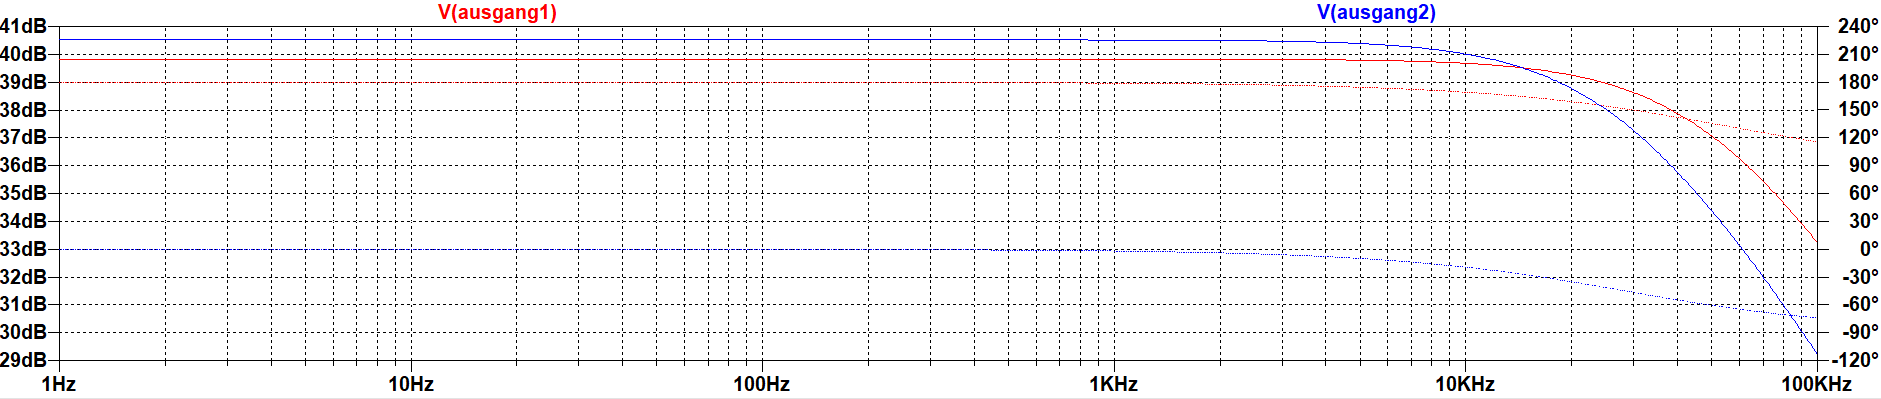 V(ausgang1) V(ausgang2)
41dB 240°
40dB 210°
39dB 180°
38dB 150°
37dB 120°
36dB 90°
35dB 60°
34dB 30°
33dB 0°
32dB -30°
31dB -60°
30dB -90°
29dB -120°
1Hz 10Hz 100Hz 1KHz 10KHz 100KHz